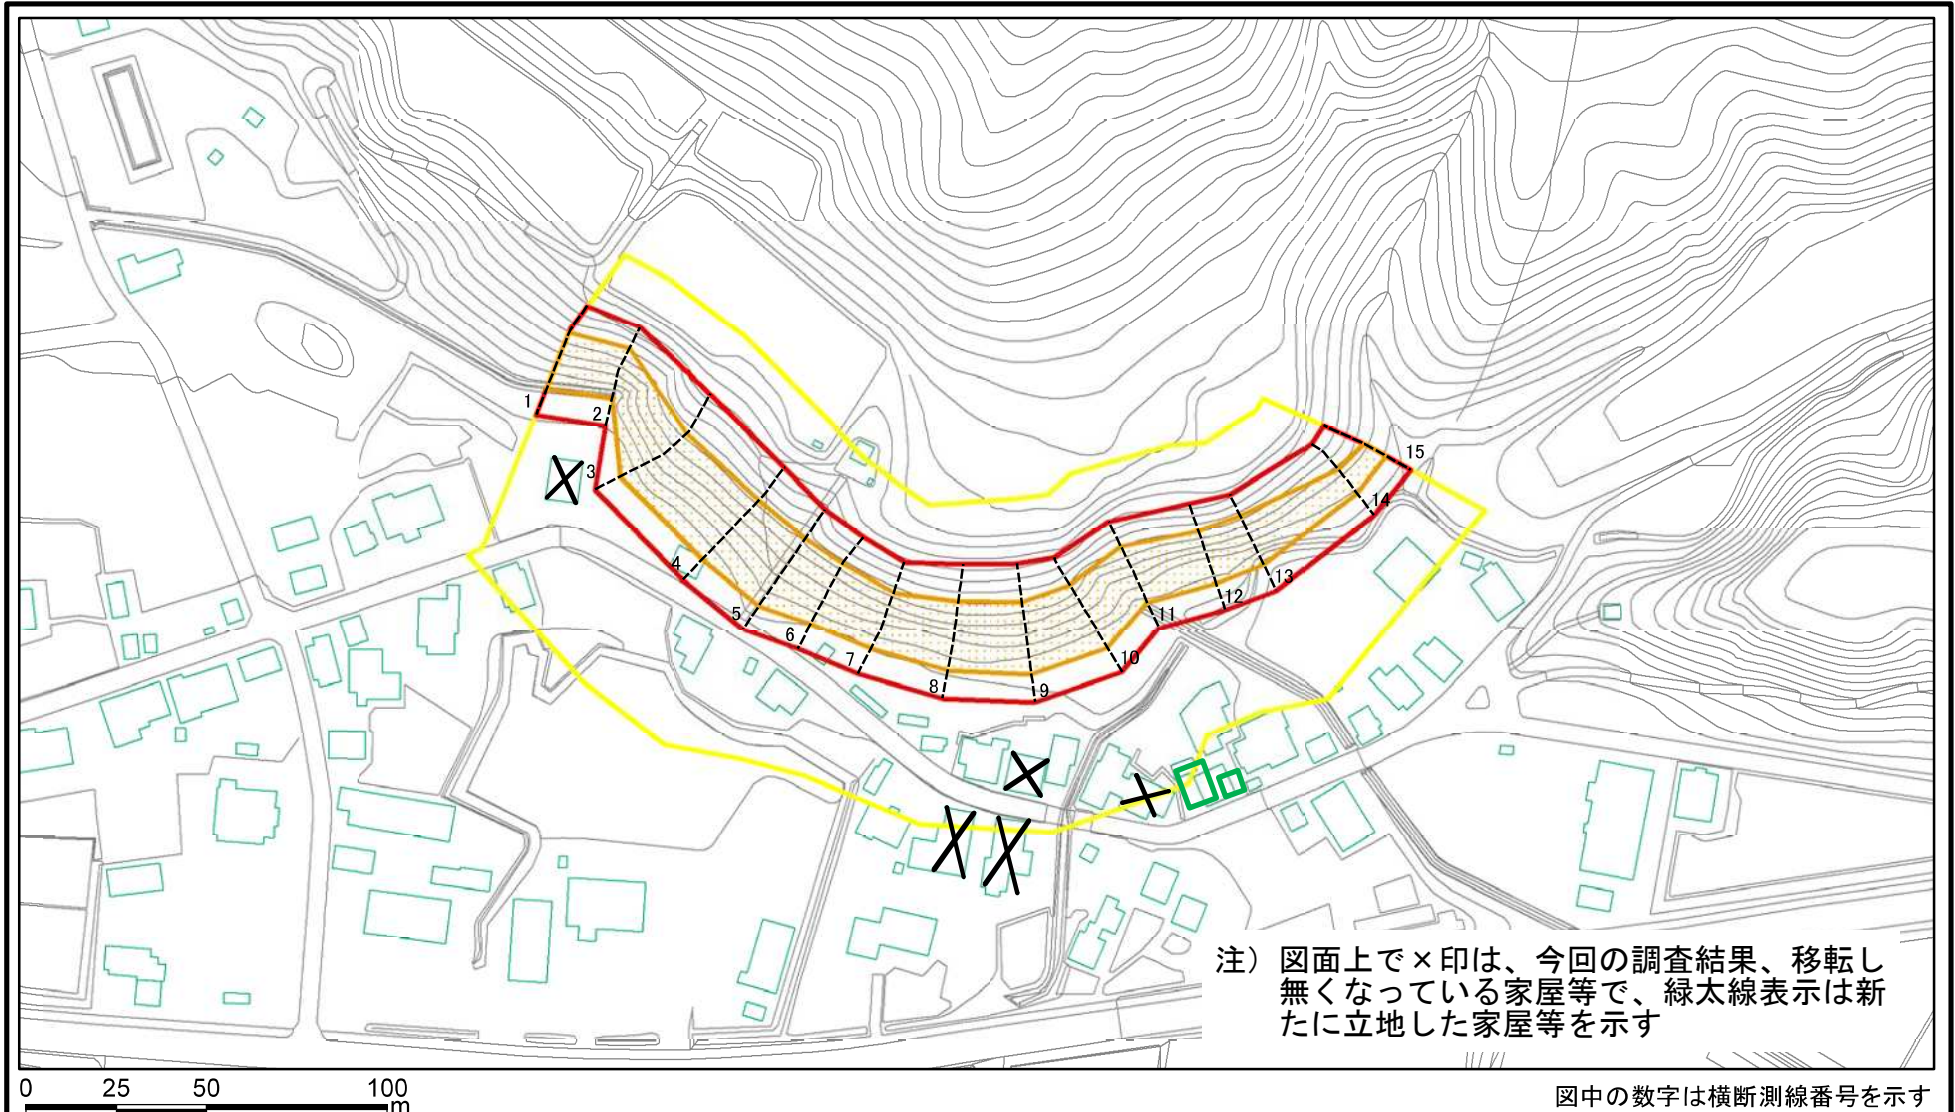 1
2
3
4
5
6
7
8
9
10
11
12
13
14
15
注） 図面上で×印は、今回の調査結果、移転し
無くなっている家屋等で、緑太線表示は新
たに立地した家屋等を示す
0 25 50 100
m
図中の数字は横断測線番号を示す